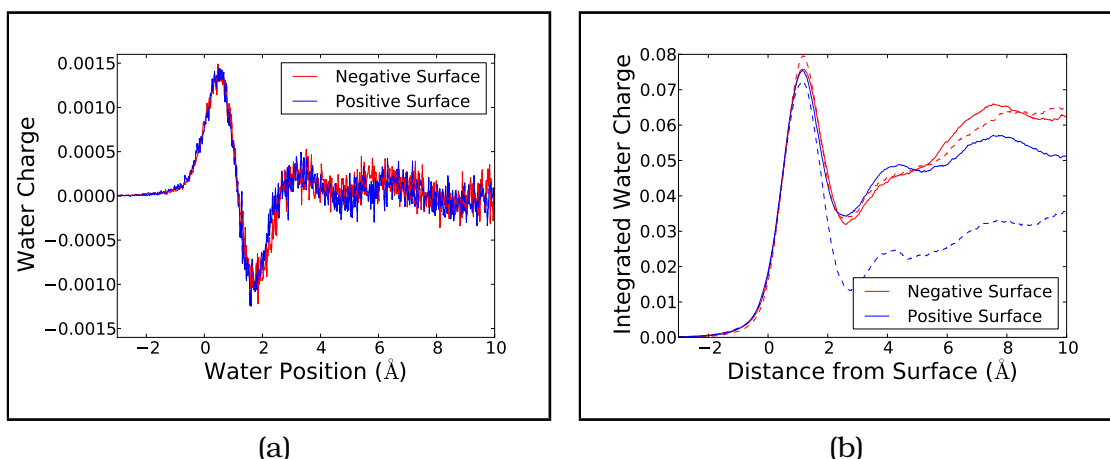 0.0015
0.0010
0.0005
0.0000
−0.0005
−0.0010
−0.0015
Water Charge
Negative Surface
Positive Surface
−2 0 2 4 6 8 10
Water Position (Å)
(a)
0.08
0.07
0.06
0.05
0.04
0.03
0.02
0.01
0.00
Integrated Water Charge
Negative Surface
Positive Surface
−2 0 2 4 6 8 10
Distance from Surface (Å)
(b)